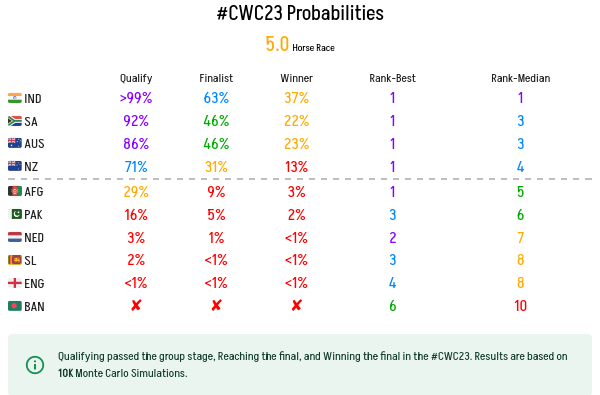 #CWC23 Probabilities
5.0 Horse Race
Qualify Finalist Winner Rank-Best Rank-Median
IND >99% 63% 37% 1 1
SA 92% 46% 22% 1 3
AUS 86% 46% 23% 1 3
NZ 71% 31% 13% 1 4
AFG 29% 9% 3% 1 5
PAK 16% 5% 2% 3 6
NED 3% 1% <1% 2 7
SL 2% <1% <1% 3 8
ENG <1% <1% <1% 4 8
BAN ✘ ✘ ✘ 6 10
Qualifying passed the group stage, Reaching the final, and Winning the final in the #CWC23. Results are based on
10K Monte Carlo Simulations.